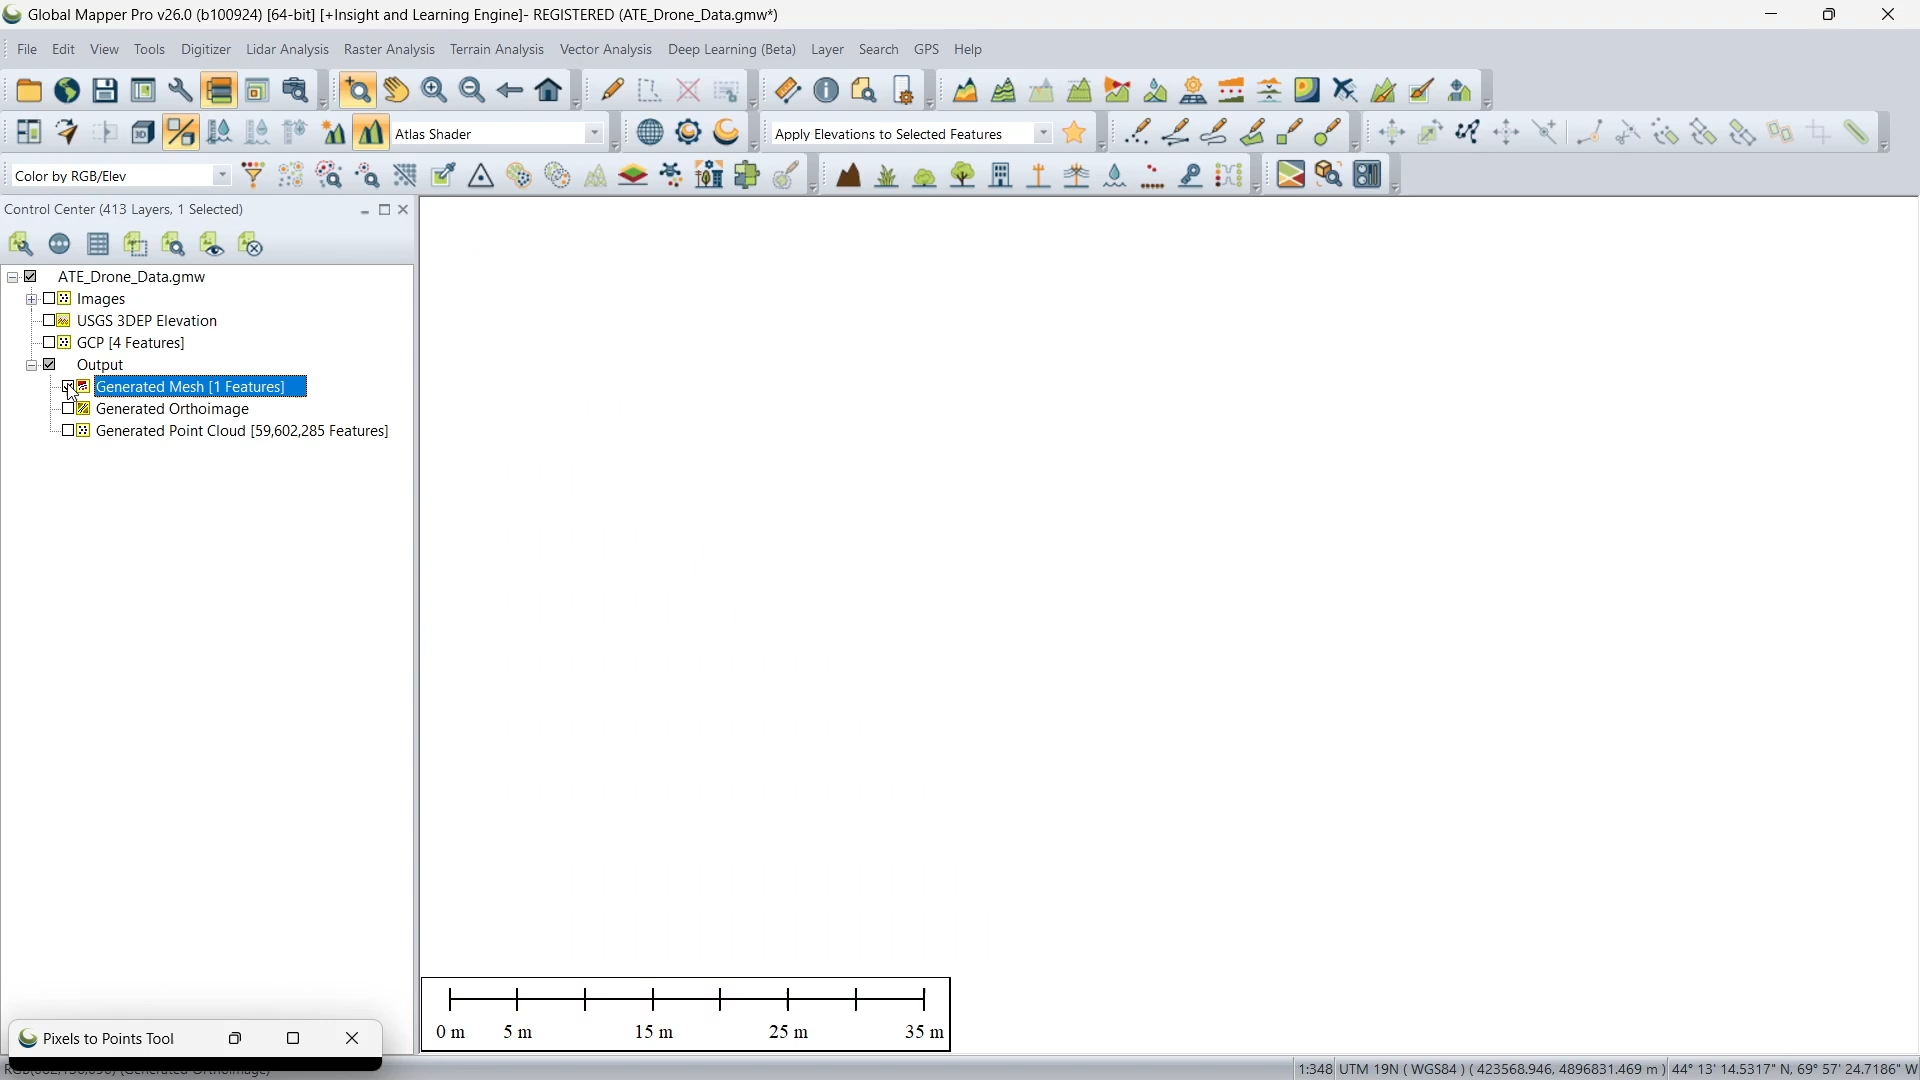 Global Mapper Pro v26.0 (b100924) [64-bit] [+Insight and Learning Engine]- REGISTERED (ATE_Drone_Data.gmw*)
File Edit View Tools Digitizer Lidar Analysis Raster Analysis Terrain Analysis Vector Analysis Deep Learning (Beta) Layer Search GPS Help
3D Atlas Shader Apply Elevations to Selected Features
Color by RGB/Elev
Control Center (413 Layers, 1 Selected)
ATE_Drone_Data.gmw
Images
USGS 3DEP Elevation
GCP [4 Features]
Output
Generated Mesh [1 Features]
Generated Orthoimage
Generated Point Cloud [59,602,285 Features]
0 m 5 m 15 m 25 m 35 m
Pixels to Points Tool
1:348 UTM 19N ( WGS84 ) ( 423568.946, 4896831.469 m ) 44° 13' 14.5317" N, 69° 57' 24.7186" W